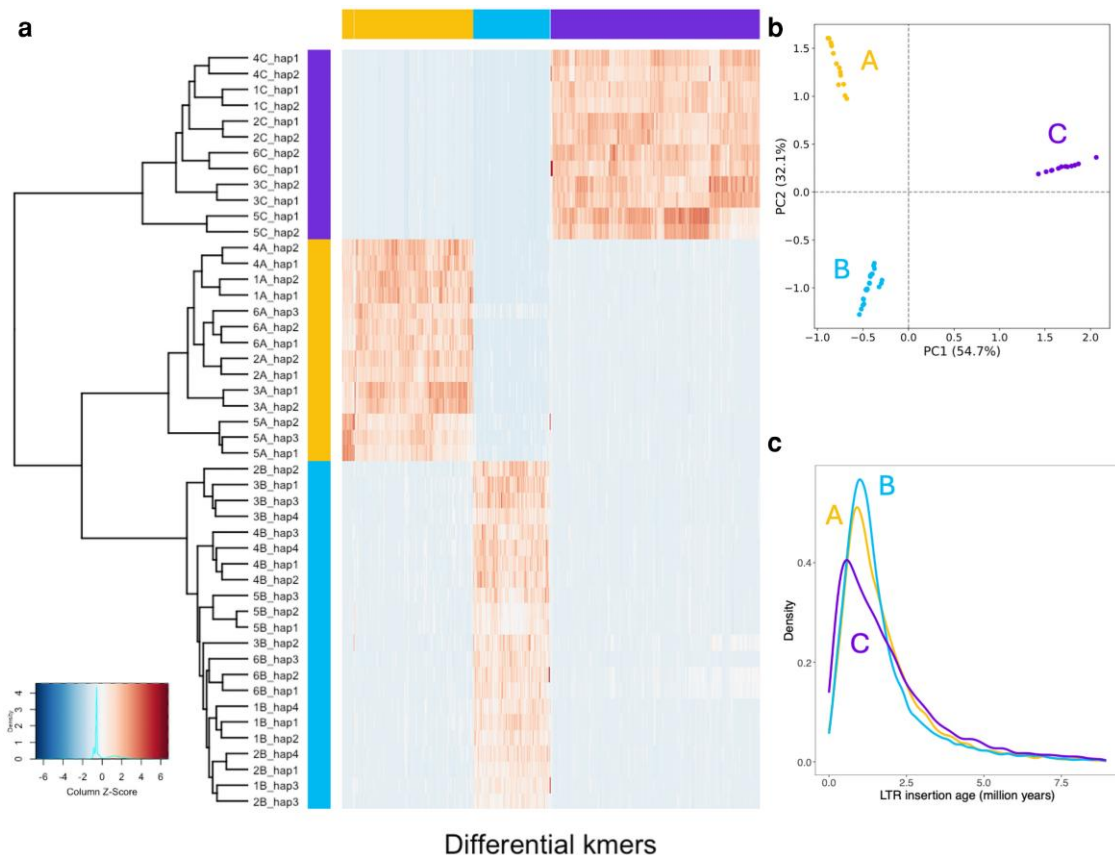 a
4C_hap1
4C_hap2
1C_hap1
1C_hap2
2C_hap1
2C_hap2
6C_hap2
6C_hap1
3C_hap2
3C_hap1
5C_hap1
5C_hap2
4A_hap2
4A_hap1
1A_hap2
1A_hap1
6A_hap3
6A_hap2
6A_hap1
2A_hap2
2A_hap1
3A_hap1
3A_hap2
5A_hap2
5A_hap3
5A_hap1
2B_hap2
3B_hap1
3B_hap3
3B_hap4
4B_hap3
4B_hap4
4B_hap1
4B_hap2
5B_hap3
5B_hap2
5B_hap1
3B_hap2
6B_hap3
6B_hap2
6B_hap1
1B_hap4
1B_hap1
1B_hap2
2B_hap4
2B_hap1
1B_hap3
2B_hap3
Density
4
3
2
1
0
-6 -4 -2 0 2 4 6
Column Z-Score
Differential kmers
b
PC2 (32.1%)
1.5
1.0
0.5
0.0
−0.5
−1.0
A
B
C
-1.0 -0.5 0.0 0.5 1.0 1.5 2.0
PC1 (54.7%)
c
Density
0.4
0.2
0.0
A
B
C
0.0 2.5 5.0 7.5
LTR insertion age (million years)